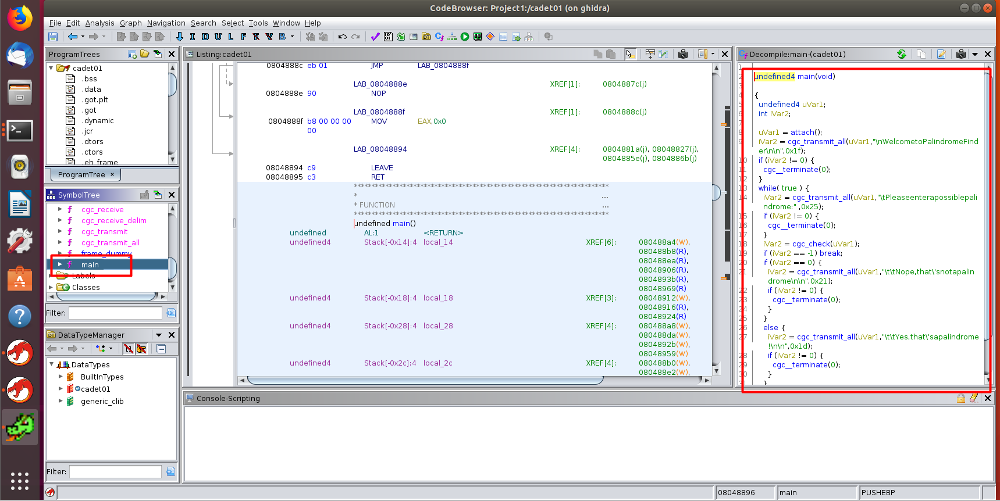 CodeBrowser: Project1:/cadet01 (on ghidra)
File Edit Analysis Graph Navigation Search Select Tools Window Help
I D U L F B
ProgramTrees
cadet01
.bss
.data
.got.plt
.got
.dynamic
.jcr
.dtors
.ctors
.eh_frame
ProgramTree ×
SymbolTree
cgc_receive
cgc_receive_delim
cgc_transmit
cgc_transmit_all
frame_dummy
main
Labels
Classes
Filter:
DataTypeManager
DataTypes
BuiltInTypes
cadet01
generic_clib
Filter:
Listing:cadet01
0804888c eb 01 JMP LAB_0804888f
LAB_0804888e XREF[1]: 0804887c(j)
0804888e 90 NOP
LAB_0804888f XREF[1]: 0804888c(j)
0804888f b8 00 00 00 MOV EAX,0x0
00
LAB_08048894 XREF[4]: 0804881a(j), 08048827(j),
0804885e(j), 0804886b(j)
08048894 c9 LEAVE
08048895 c3 RET
*************************************************************************
* ...
* FUNCTION ...
*************************************************************************
undefined main()
undefined AL:1 <RETURN>
undefined4 Stack[-0x14]:4 local_14 XREF[6]: 080488a4(W),
080488b8(R),
080488ea(R),
08048906(R),
0804893b(R),
08048969(R)
undefined4 Stack[-0x18]:4 local_18 XREF[3]: 08048912(W),
08048916(R),
08048924(R)
undefined4 Stack[-0x28]:4 local_28 XREF[4]: 080488a8(W),
080488da(W),
0804892b(W),
08048959(W)
undefined4 Stack[-0x2c]:4 local_2c XREF[4]: 080488b0(W),
080488e2(W),
Decompile:main-(cadet01)
1
2 undefined4 main(void)
3
4 {
5 undefined4 uVar1;
6 int iVar2;
7
8 uVar1 = attach();
9 iVar2 = cgc_transmit_all(uVar1,"\nWelcometoPalindromeFind
er\n\n",0x1f);
10 if (iVar2 != 0) {
11 cgc__terminate(0);
12 }
13 while( true ) {
14 iVar2 = cgc_transmit_all(uVar1,"\tPleaseenterapossiblepali
ndrome:" ,0x25);
15 if (iVar2 != 0) {
16 cgc__terminate(0);
17 }
18 iVar2 = cgc_check(uVar1);
19 if (iVar2 == -1) break;
20 if (iVar2 == 0) {
21 iVar2 = cgc_transmit_all(uVar1,"\t\tNope,that\'snotapalin
drome\n\n",0x21);
22 if (iVar2 != 0) {
23 cgc__terminate(0);
24 }
25 }
26 else {
27 iVar2 = cgc_transmit_all(uVar1,"\t\tYes,that\'sapalindrome
!\n\n",0x1d);
28 if (iVar2 != 0) {
29 cgc__terminate(0);
30 }
31 }
Console-Scripting
08048896 main PUSHEBP